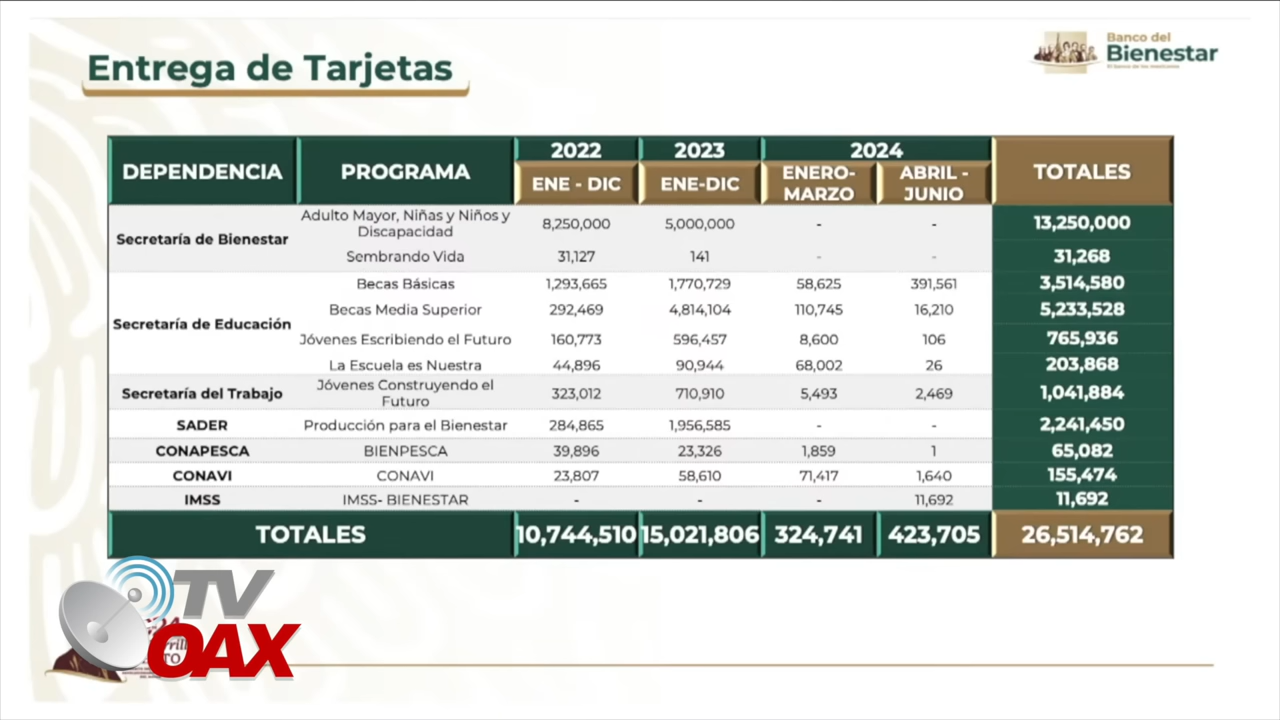 Entrega de Tarjetas
Banco del
Bienestar
DEPENDENCIA PROGRAMA 2022 2023 2024 TOTALES
ENE - DIC ENE-DIC ENERO-MARZO ABRIL - JUNIO
Secretaría de Bienestar
Adulto Mayor, Niñas y Niños y Discapacidad 8,250,000 5,000,000 - - 13,250,000
Sembrando Vida 31,127 141 - - 31,268
Secretaría de Educación
Becas Básicas 1,293,665 1,770,729 58,625 391,561 3,514,580
Becas Media Superior 292,469 4,814,104 110,745 16,210 5,233,528
Jóvenes Escribiendo el Futuro 160,773 596,457 8,600 106 765,936
La Escuela es Nuestra 44,896 90,944 68,002 26 203,868
Secretaría del Trabajo Jóvenes Construyendo el Futuro 323,012 710,910 5,493 2,469 1,041,884
SADER Producción para el Bienestar 284,865 1,956,585 - - 2,241,450
CONAPESCA BIENPESCA 39,896 23,326 1,859 1 65,082
CONAVI CONAVI 23,807 58,610 71,417 1,640 155,474
IMSS IMSS- BIENESTAR - - - 11,692 11,692
TOTALES 10,744,510 15,021,806 324,741 423,705 26,514,762
TV
OAX